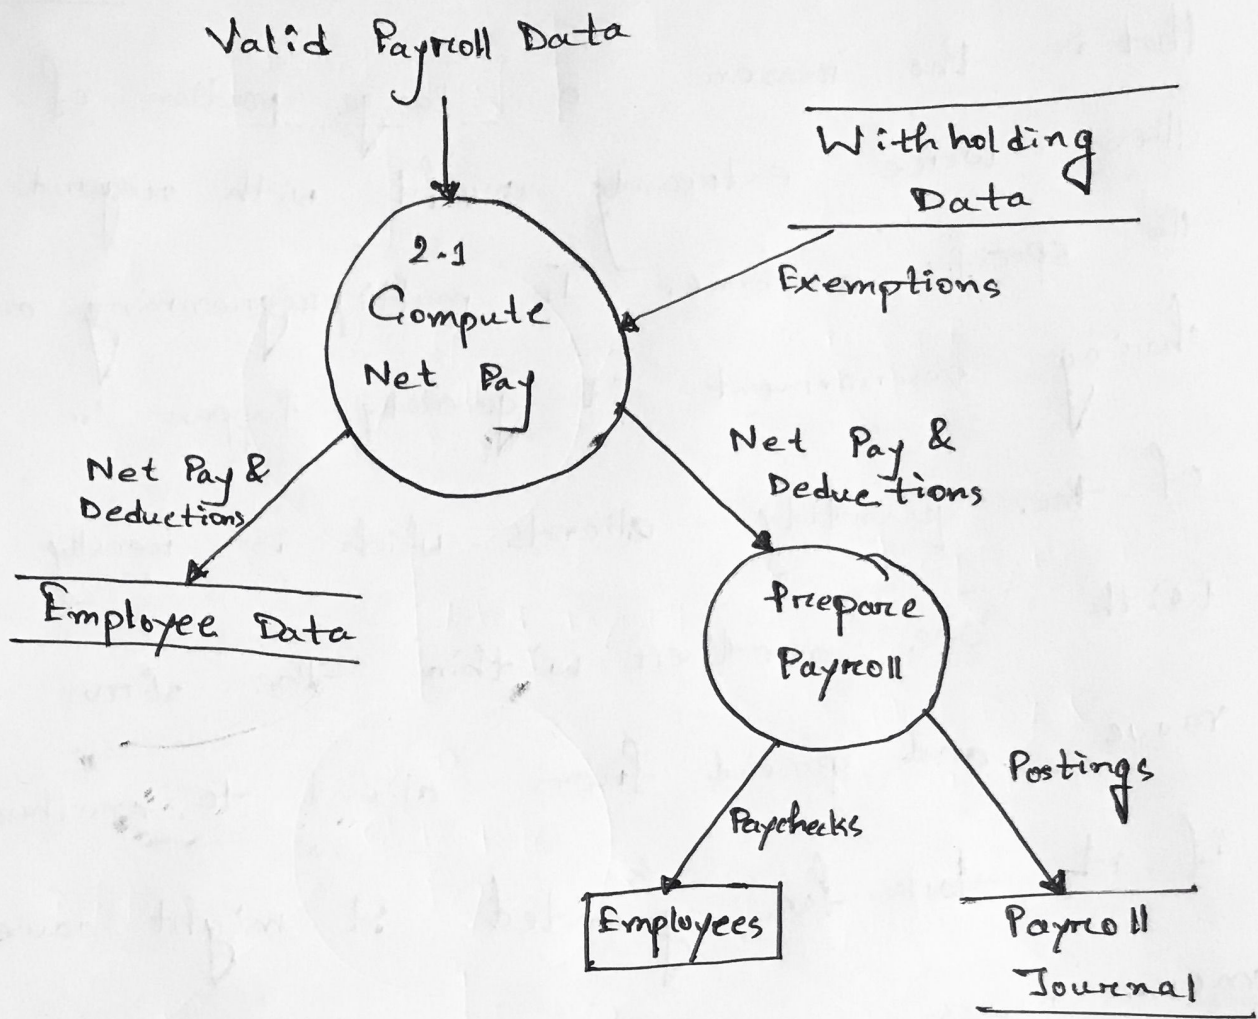 Valid Payroll Data
Withholding
Data
2.1
Compute
Net Pay
Exemptions
Net Pay &
Deductions
Net Pay &
Deductions
Employee Data
Prepare
Payroll
Postings
Paychecks
Employees
Payroll
Journal